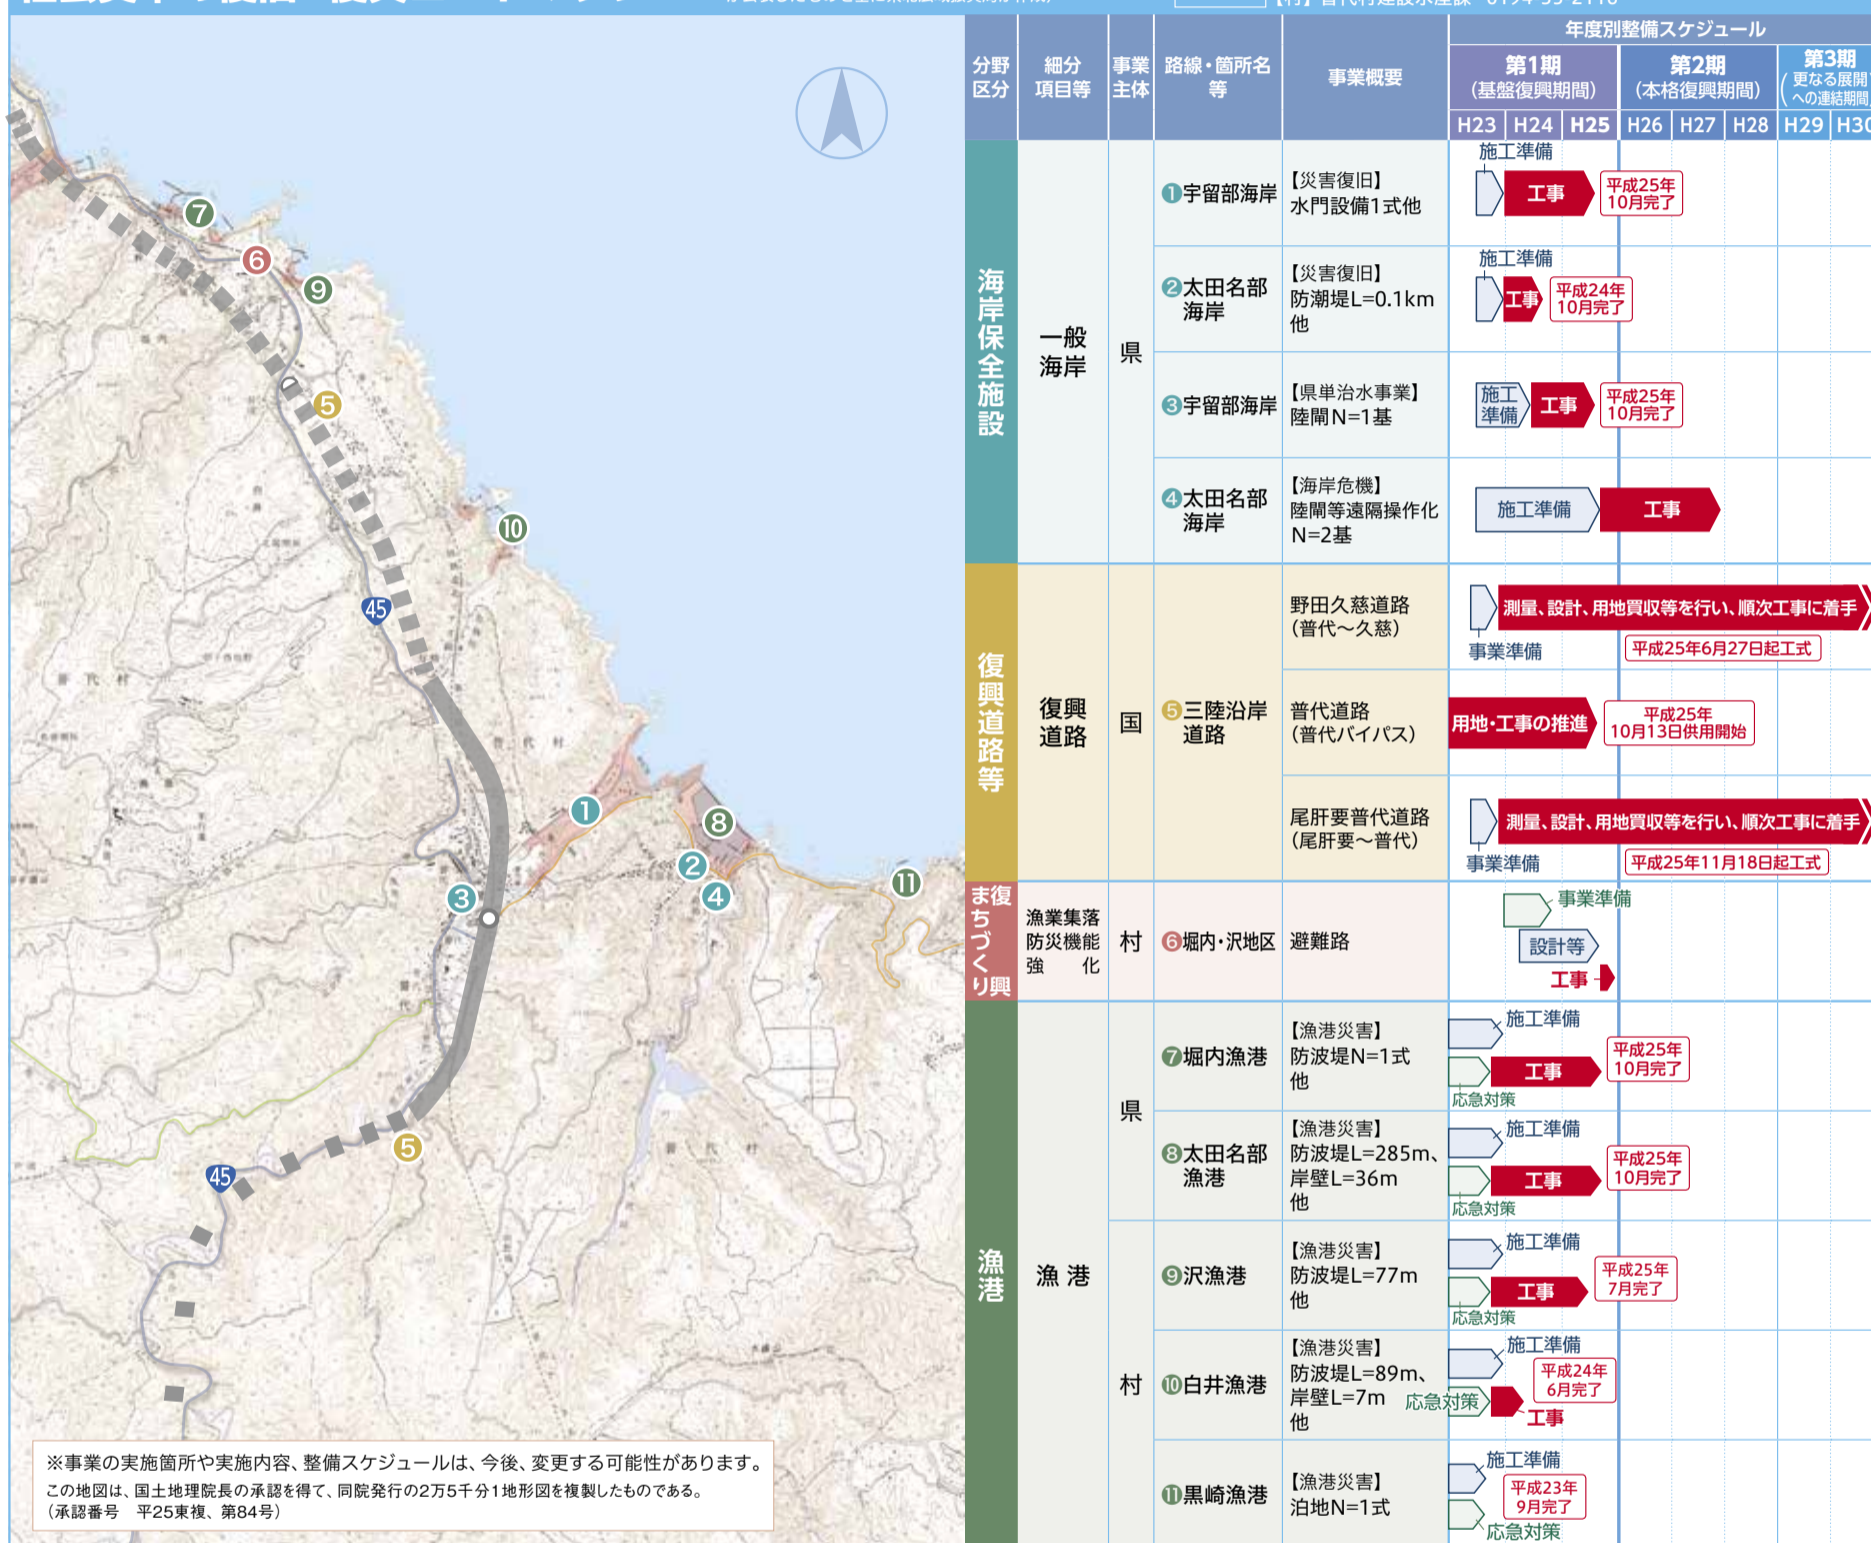 【村】普代村建設水産課 0194-35-2116
分野区分
細分項目等
事業主体
路線・箇所名等
事業概要
年度別整備スケジュール
第1期
(基盤復興期間)
第2期
(本格復興期間)
第3期
(更なる展開
への連結期間
H23 H24 H25 H26 H27 H28 H29 H30
海岸保全施設
一般海岸
県
❶宇留部海岸
【災害復旧】
水門設備1式他
施工準備
工事
平成25年
10月完了
❷太田名部
海岸
【災害復旧】
防潮堤L=0.1km
他
施工準備
工事
平成24年
10月完了
❸宇留部海岸
【県単治水事業】
陸閘N=1基
施工
準備
工事
平成25年
10月完了
❹太田名部
海岸
【海岸危機】
陸閘等遠隔操作化
N=2基
施工準備
工事
復興道路等
復興
道路
国
❺三陸沿岸
道路
野田久慈道路
(普代～久慈)
測量、設計、用地買収等を行い、順次工事に着手
事業準備
平成25年6月27日起工式
普代道路
(普代バイパス)
用地・工事の推進
平成25年
10月13日供用開始
尾肝要普代道路
(尾肝要～普代)
測量、設計、用地買収等を行い、順次工事に着手
事業準備
平成25年11月18日起工式
復興
まちづくり
漁業集落
防災機能
強 化
村
❻堀内・沢地区
避難路
事業準備
設計等
工事
漁港
漁 港
県
❼堀内漁港
【漁港災害】
防波堤N=1式
他
施工準備
工事
応急対策
平成25年
10月完了
❽太田名部
漁港
【漁港災害】
防波堤L=285m、
岸壁L=36m
他
施工準備
工事
応急対策
平成25年
10月完了
村
❾沢漁港
【漁港災害】
防波堤L=77m
他
施工準備
工事
応急対策
平成25年
7月完了
❿白井漁港
【漁港災害】
防波堤L=89m、
岸壁L=7m
他
施工準備
応急対策
工事
平成24年
6月完了
⓫黒崎漁港
【漁港災害】
泊地N=1式
施工準備
平成23年
9月完了
応急対策
❼
❻
❾
❺
❿
45
❶
❽
❷
❹
❸
⓫
❺
45
普代村
※事業の実施箇所や実施内容、整備スケジュールは、今後、変更する可能性があります。
この地図は、国土地理院長の承認を得て、同院発行の2万5千分1地形図を複製したものである。
(承認番号 平25東複、第84号)